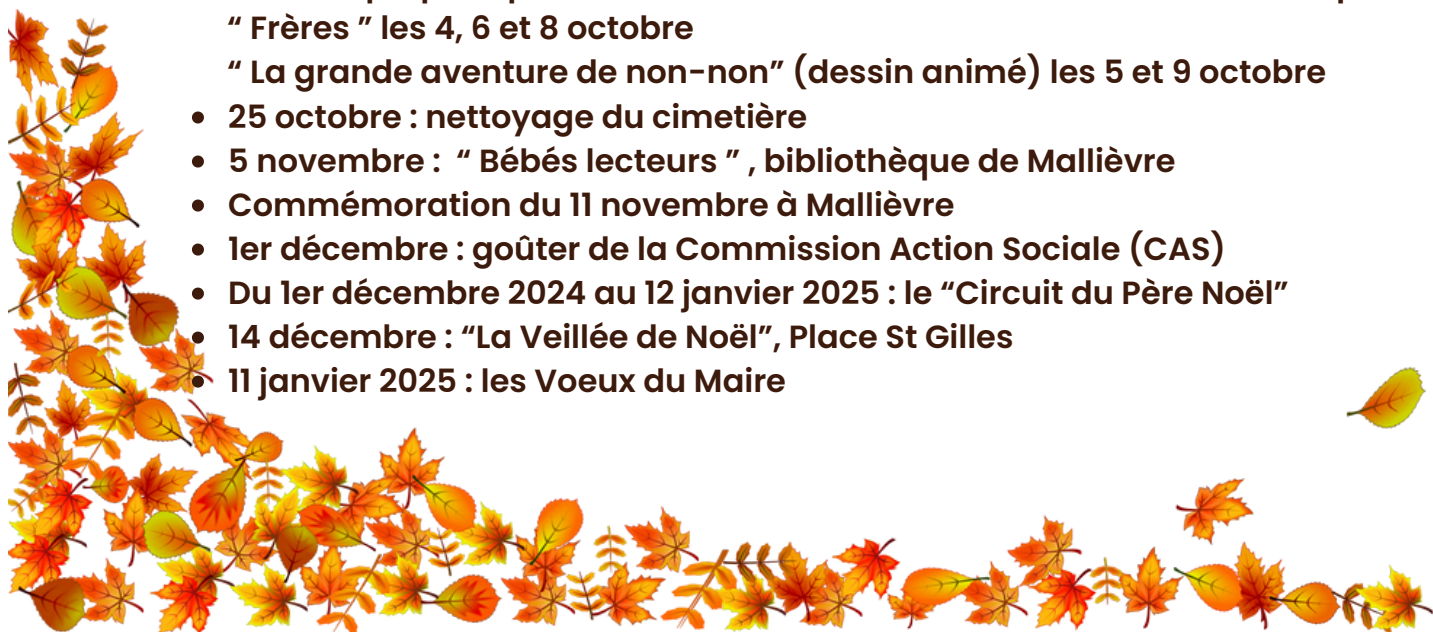 “ Frères ” les 4, 6 et 8 octobre
“ La grande aventure de non-non” (dessin animé) les 5 et 9 octobre
• 25 octobre : nettoyage du cimetière
• 5 novembre :  “ Bébés lecteurs ” , bibliothèque de Mallièvre
• Commémoration du 11 novembre à Mallièvre
• 1er décembre : goûter de la Commission Action Sociale (CAS)
• Du 1er décembre 2024 au 12 janvier 2025 : le “Circuit du Père Noël”
• 14 décembre : “La Veillée de Noël”, Place St Gilles
• 11 janvier 2025 : les Voeux du Maire